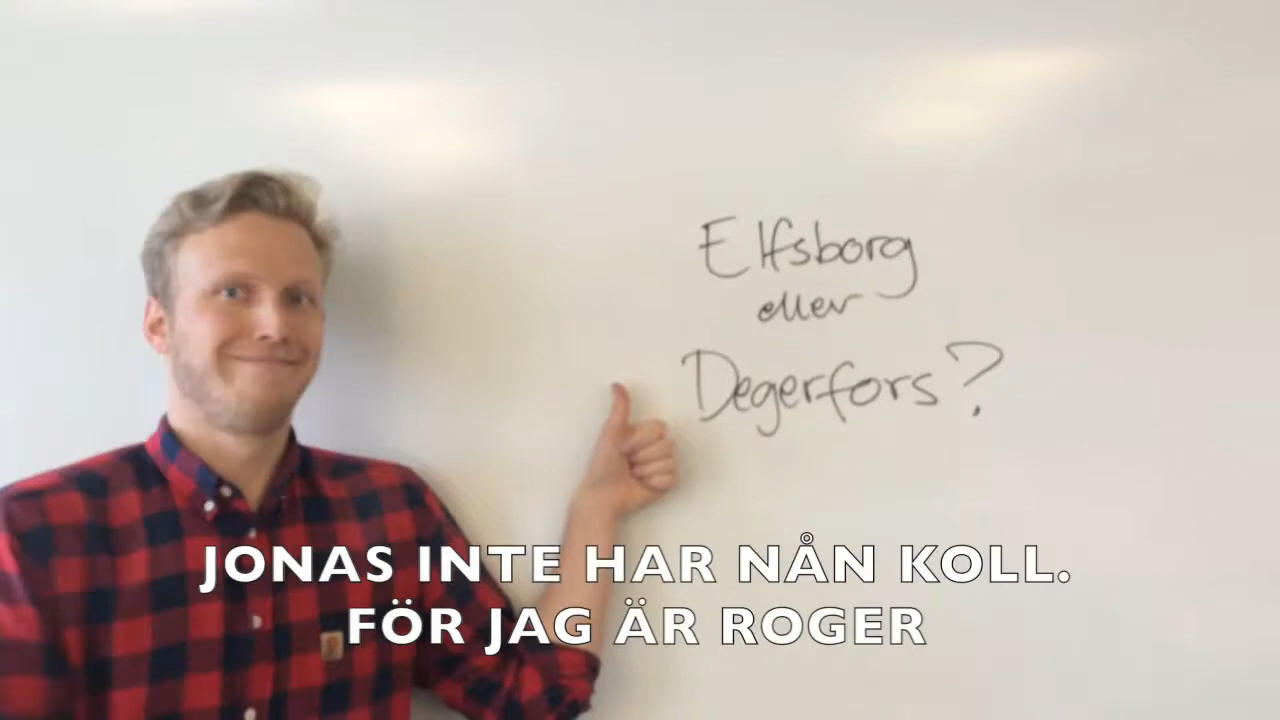 Elfsborg
eller
Degerfors?
JONAS INTE HAR NÅN KOLL.
FÖR JAG ÄR ROGER